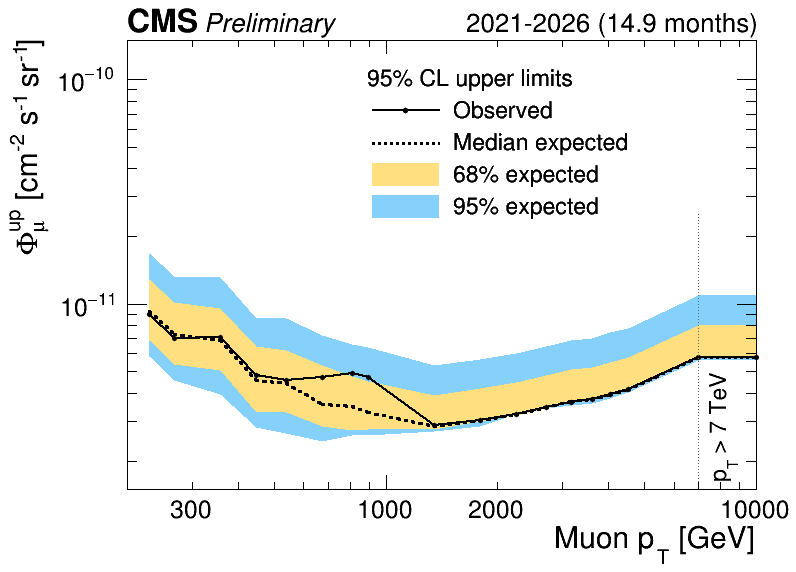 CMS Preliminary 2021-2026 (14.9 months)
95% CL upper limits
Observed
Median expected
68% expected
95% expected
Φ_μ^up [cm^-2 s^-1 sr^-1]
10^−10
10^−11
p_T > 7 TeV
300 1000 2000 10000
Muon p_T [GeV]